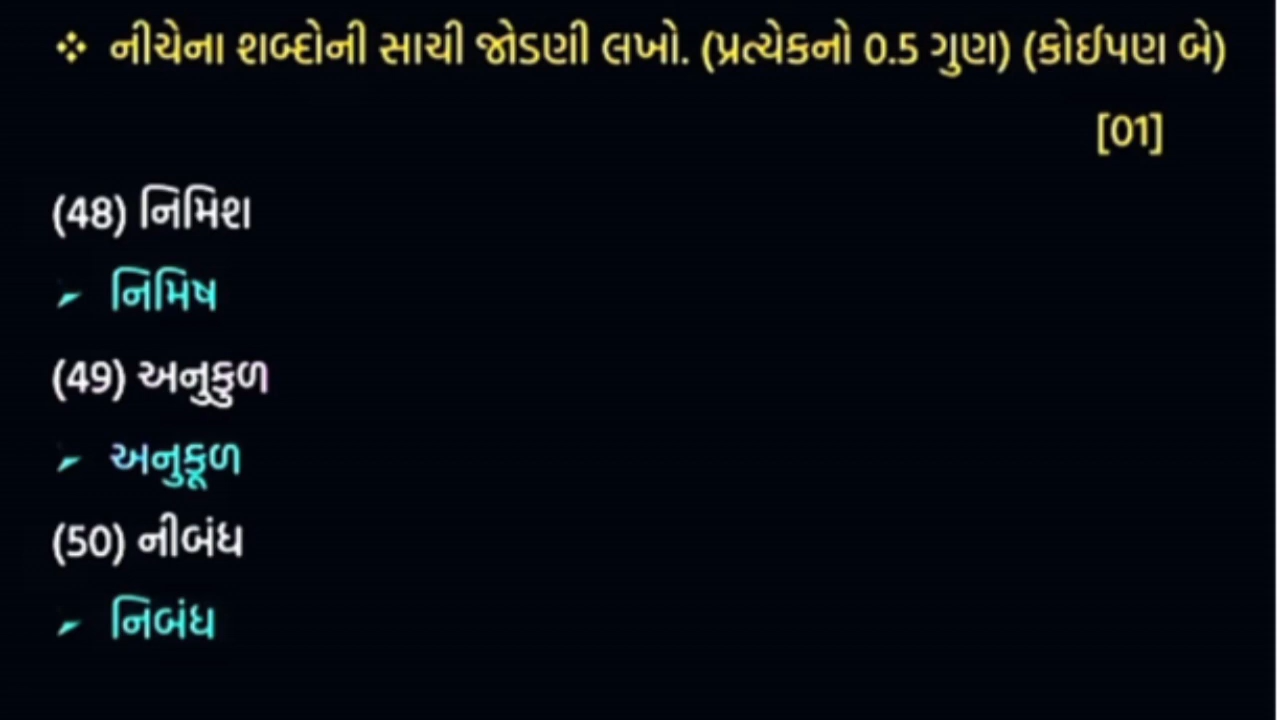 ❖ નીચેના શબ્દોની સાચી જોડણી લખો. (પ્રત્યેકનો 0.5 ગુણ) (કોઈપણ બે)
[01]
(48) નિમિશ
➢ નિમિષ
(49) અનુકુળ
➢ અનુકૂળ
(50) નીબંધ
➢ નિબંધ